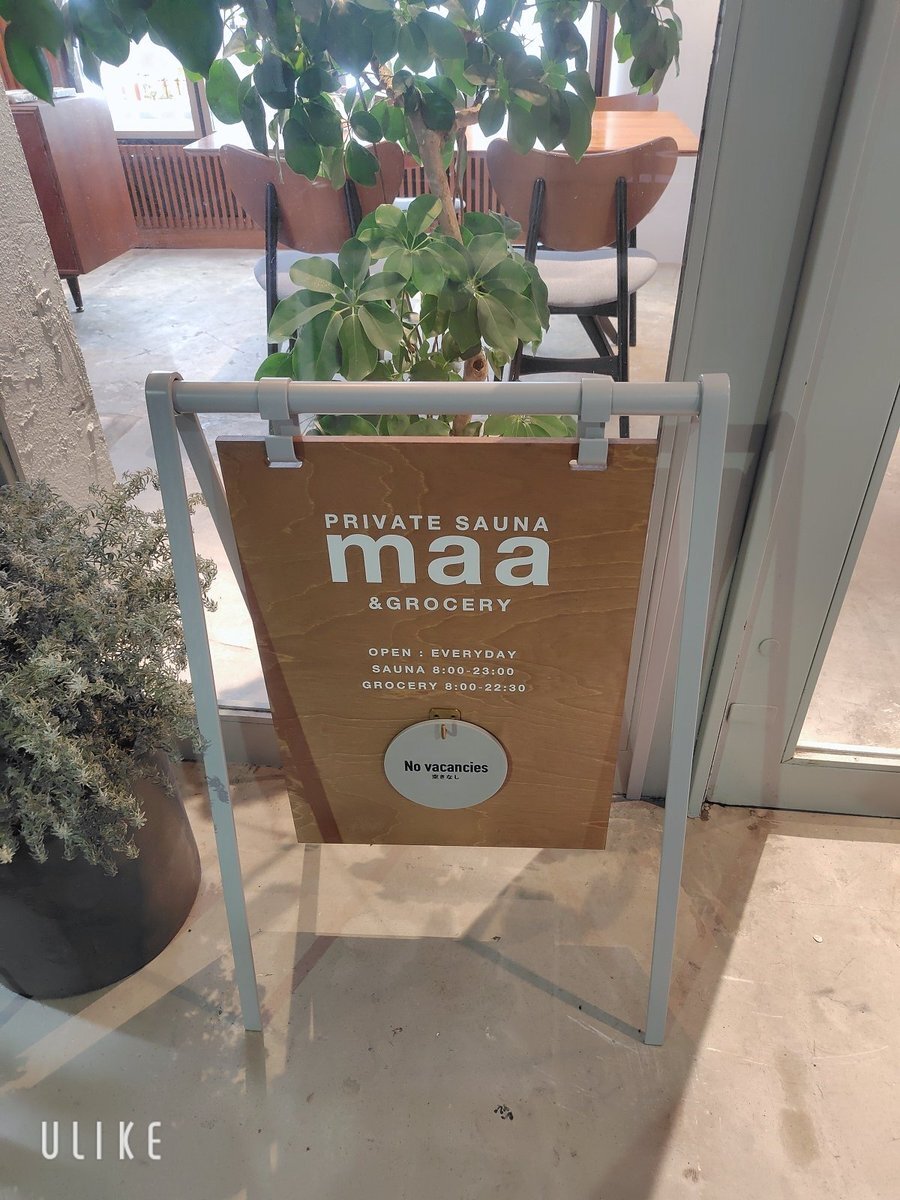 PRIVATE SAUNA
maa
&GROCERY
OPEN : EVERYDAY
SAUNA 8:00-23:00
GROCERY 8:00-22:30
No vacancies
空きなし
ULIKE